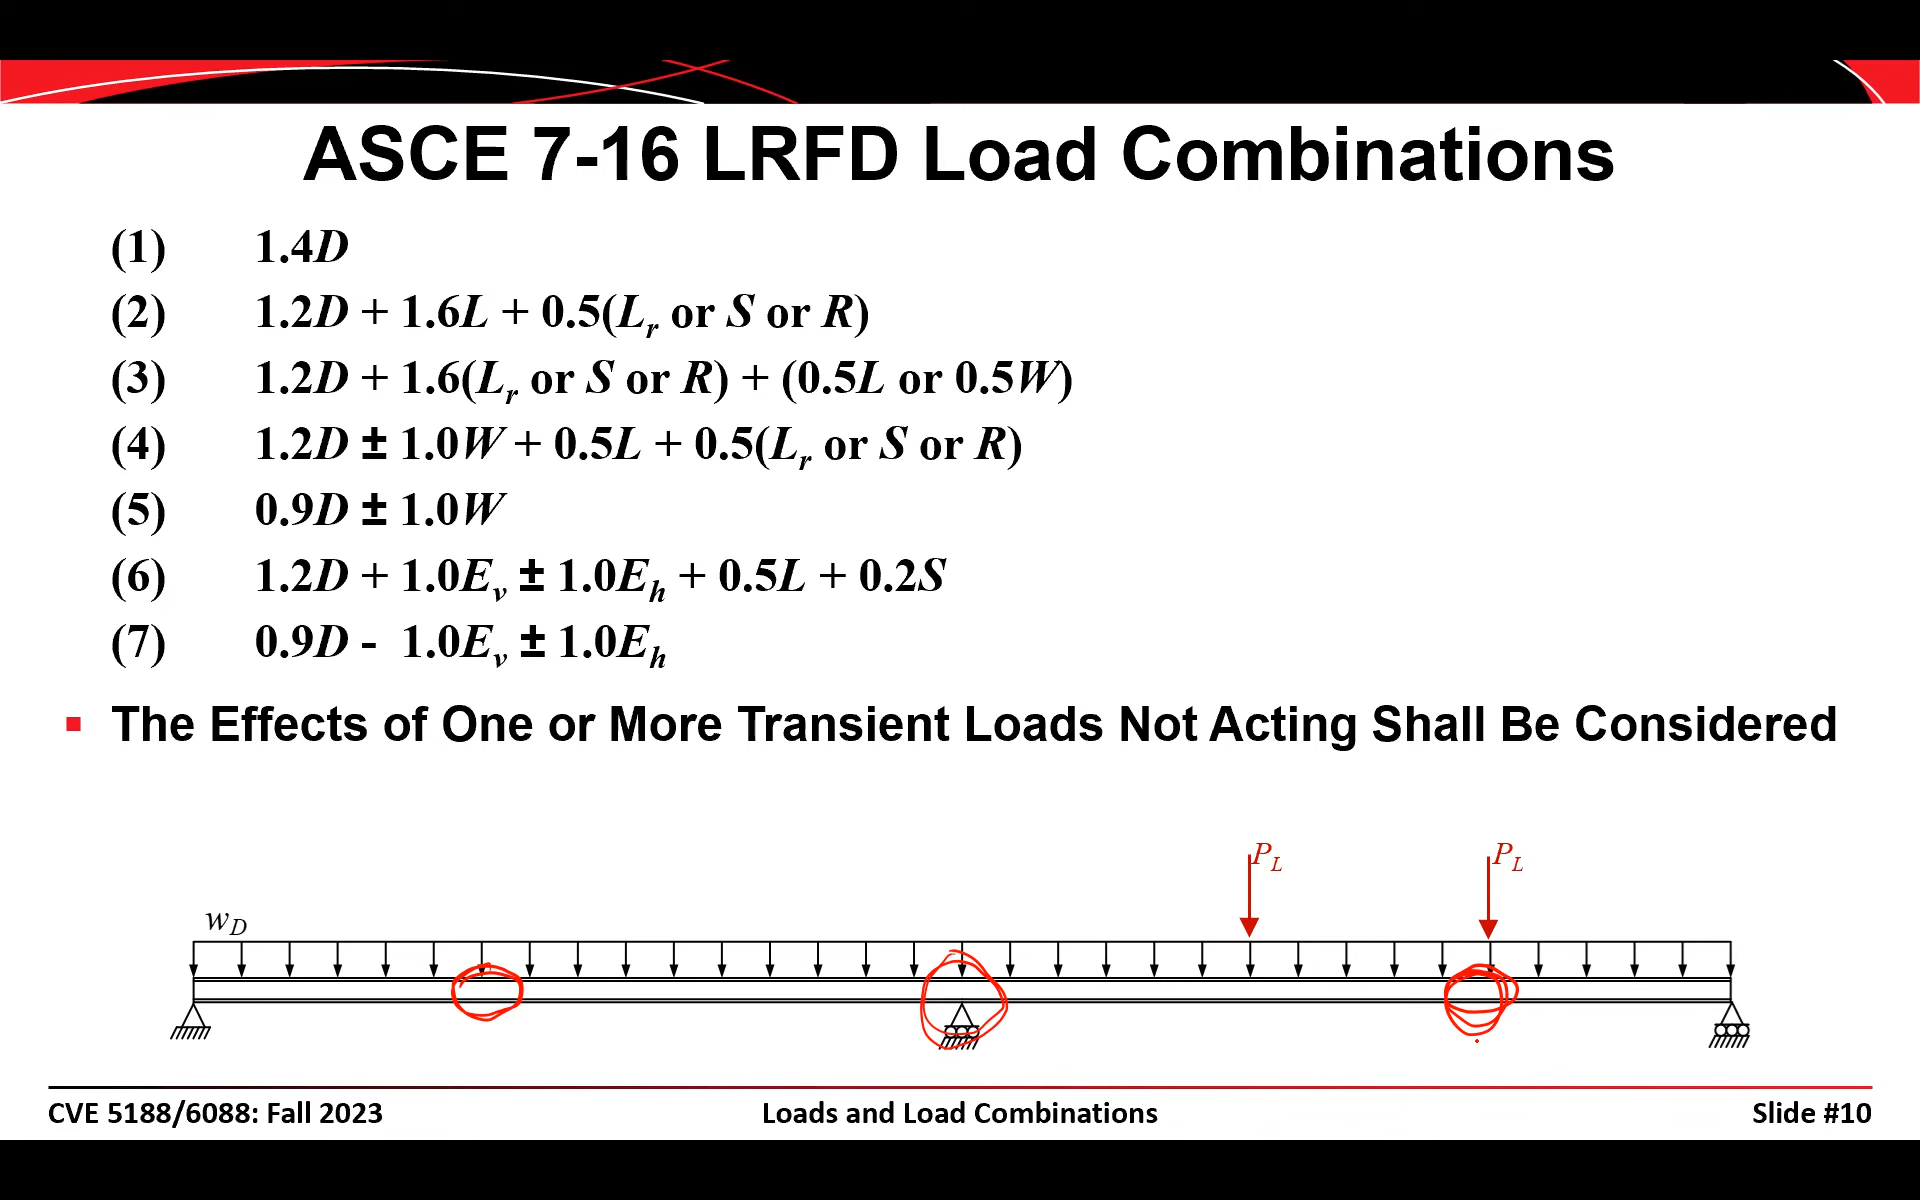 ASCE 7-16 LRFD Load Combinations
(1) 1.4D
(2) 1.2D + 1.6L + 0.5(Lr or S or R)
(3) 1.2D + 1.6(Lr or S or R) + (0.5L or 0.5W)
(4) 1.2D ± 1.0W + 0.5L + 0.5(Lr or S or R)
(5) 0.9D ± 1.0W
(6) 1.2D + 1.0Ev ± 1.0Eh + 0.5L + 0.2S
(7) 0.9D - 1.0Ev ± 1.0Eh
▪ The Effects of One or More Transient Loads Not Acting Shall Be Considered
PL PL
wD
CVE 5188/6088: Fall 2023 Loads and Load Combinations Slide #10